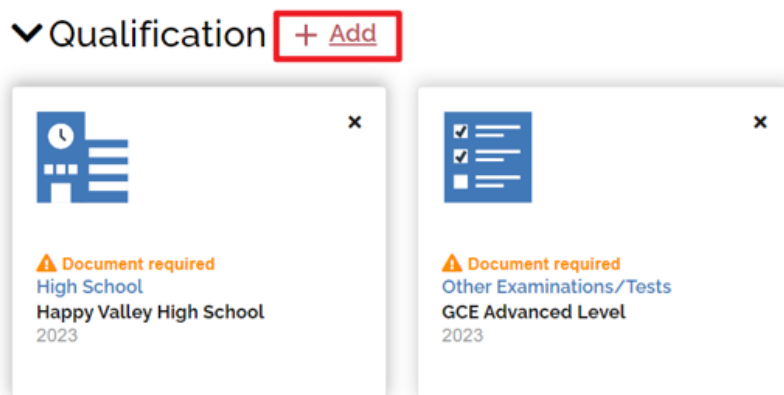 Qualification + Add
Document required
High School
Happy Valley High School
2023
Document required
Other Examinations/Tests
GCE Advanced Level
2023